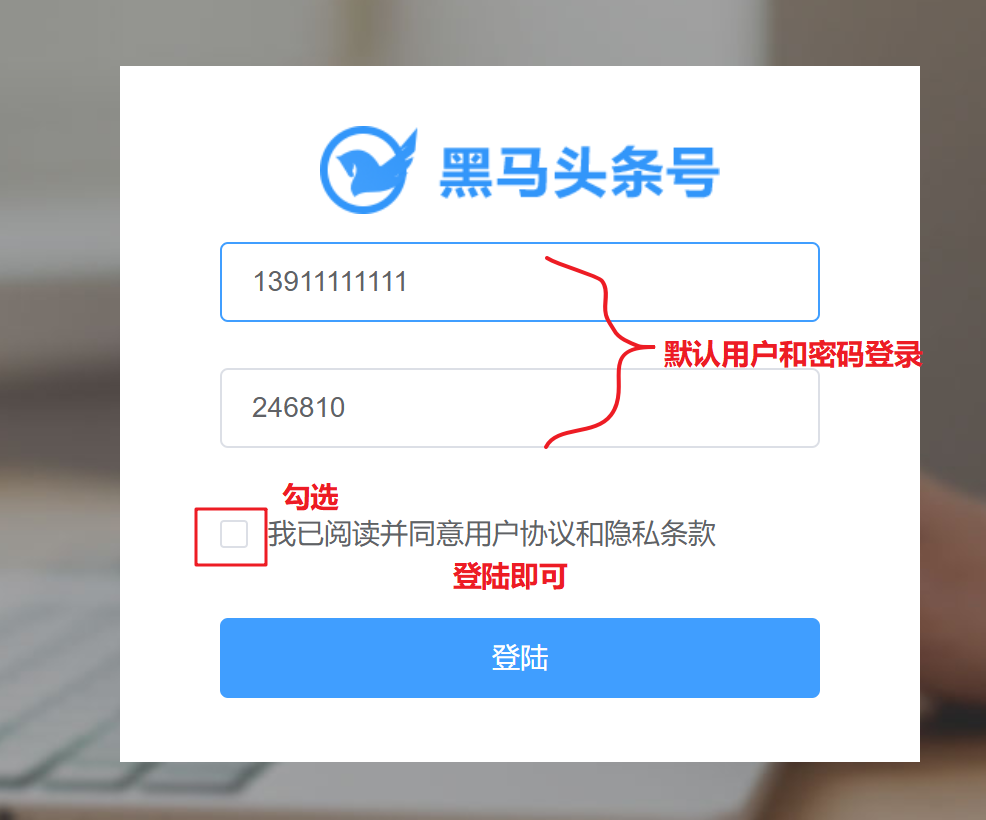 黑马头条号
13911111111
默认用户和密码登录
246810
勾选
我已阅读并同意用户协议和隐私条款
登陆即可
登陆